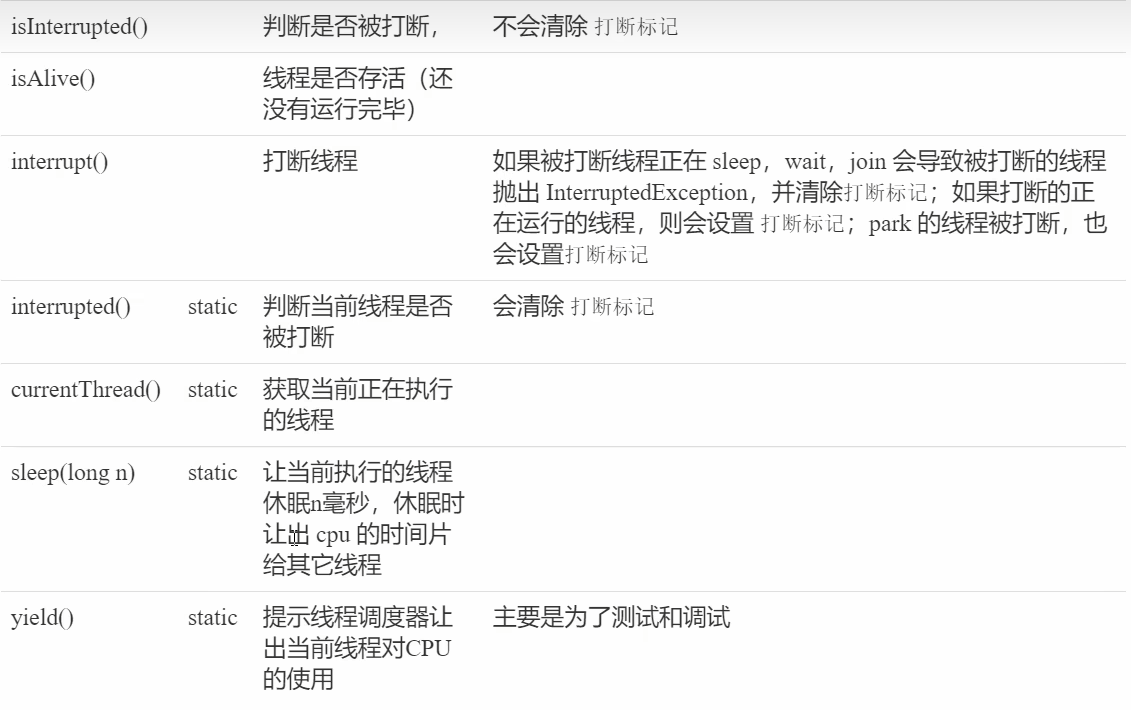 isInterrupted() 判断是否被打断， 不会清除 打断标记
isAlive() 线程是否存活（还
没有运行完毕）
interrupt() 打断线程 如果被打断线程正在 sleep，wait，join 会导致被打断的线程
抛出 InterruptedException，并清除打断标记；如果打断的正
在运行的线程，则会设置 打断标记；park 的线程被打断，也
会设置打断标记
interrupted() static 判断当前线程是否 会清除 打断标记
被打断
currentThread() static 获取当前正在执行
的线程
sleep(long n) static 让当前执行的线程
休眠n毫秒，休眠时
让出 cpu 的时间片
给其它线程
yield() static 提示线程调度器让 主要是为了测试和调试
出当前线程对CPU
的使用